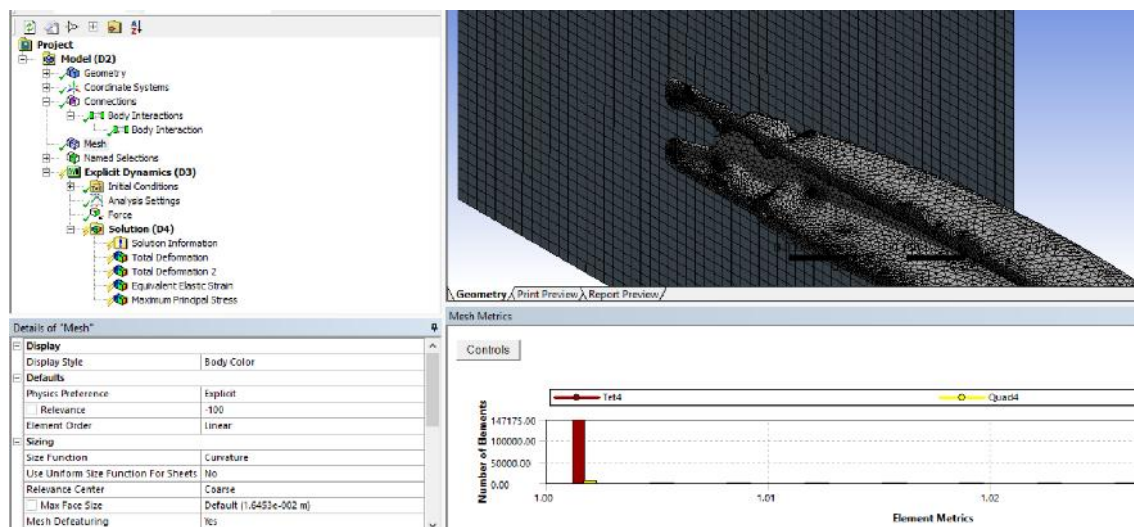 Project
Model (D2)
Geometry
Coordinate Systems
Connections
Body Interactions
Body Interaction
Mesh
Named Selections
Explicit Dynamics (D3)
Initial Conditions
Analysis Settings
Force
Solution (D4)
Solution Information
Total Deformation
Total Deformation 2
Equivalent Elastic Strain
Maximum Principal Stress
Geometry Print Preview Report Preview
Details of "Mesh"
Display
Display Style Body Color
Defaults
Physics Preference Explicit
Relevance -100
Element Order Linear
Sizing
Size Function Curvature
Use Uniform Size Function For Sheets No
Relevance Center Coarse
Max Face Size Default (1.6453e-002 m)
Mesh Defeaturing Yes
Mesh Metrics
Controls
Tet4 Quad4
Number of Elements
147175.00
100000.00
50000.00
0.00
1.00 1.01 1.02
Element Metrics